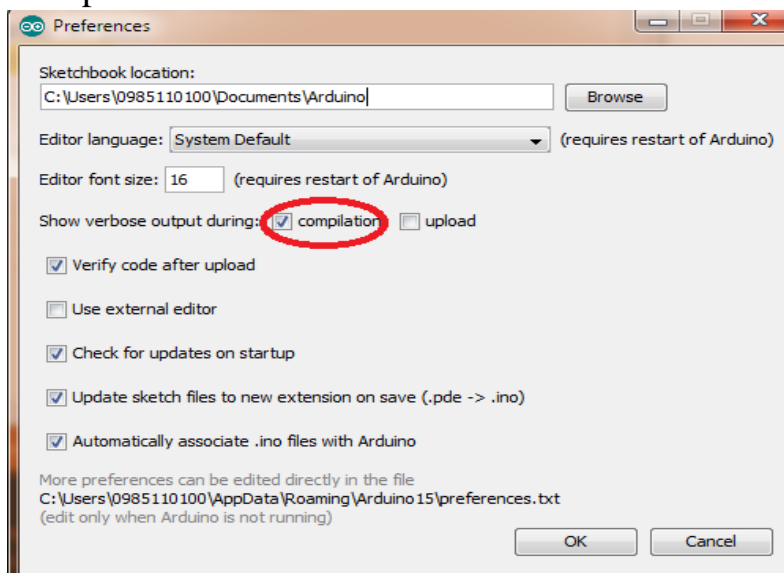 Preferences
Sketchbook location:
C:\Users\0985110100\Documents\Arduino
Browse
Editor language: System Default (requires restart of Arduino)
Editor font size: 16 (requires restart of Arduino)
Show verbose output during: compilation upload
Verify code after upload
Use external editor
Check for updates on startup
Update sketch files to new extension on save (.pde -> .ino)
Automatically associate .ino files with Arduino
More preferences can be edited directly in the file
C:\Users\0985110100\AppData\Roaming\Arduino15\preferences.txt
(edit only when Arduino is not running)
OK Cancel